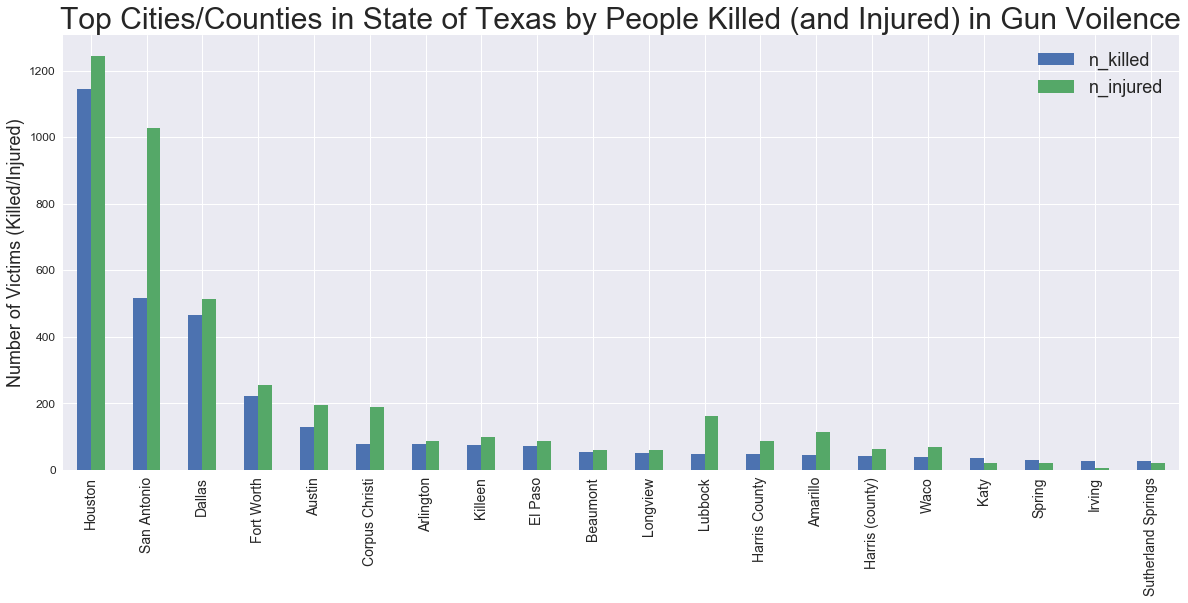 Top Cities/Counties in State of Texas by People Killed (and Injured) in Gun Voilence
n_killed
n_injured
Number of Victims (Killed/Injured)
1200
1000
800
600
400
200
0
Houston
San Antonio
Dallas
Fort Worth
Austin
Corpus Christi
Arlington
Killeen
El Paso
Beaumont
Longview
Lubbock
Harris County
Amarillo
Harris (county)
Waco
Katy
Spring
Irving
Sutherland Springs